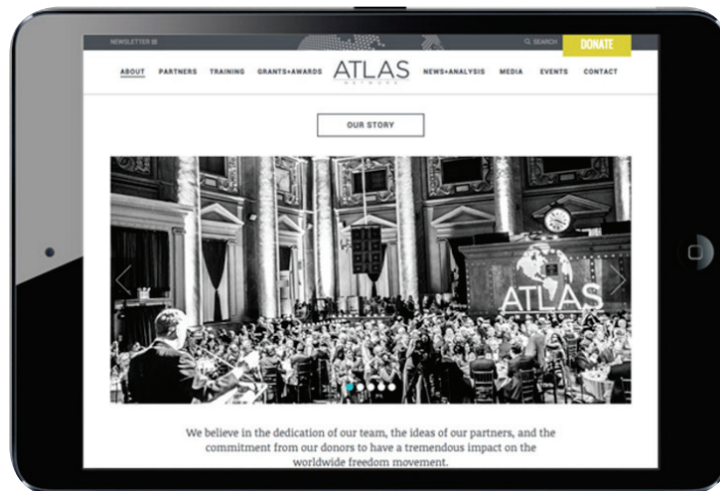 NEWSLETTER
SEARCH
DONATE
ABOUT
PARTNERS
TRAINING
GRANTS+AWARDS
ATLAS
NETWORK
NEWS+ANALYSIS
MEDIA
EVENTS
CONTACT
OUR STORY
ATLAS
We believe in the dedication of our team, the ideas of our partners, and the
commitment from our donors to have a tremendous impact on the
worldwide freedom movement.